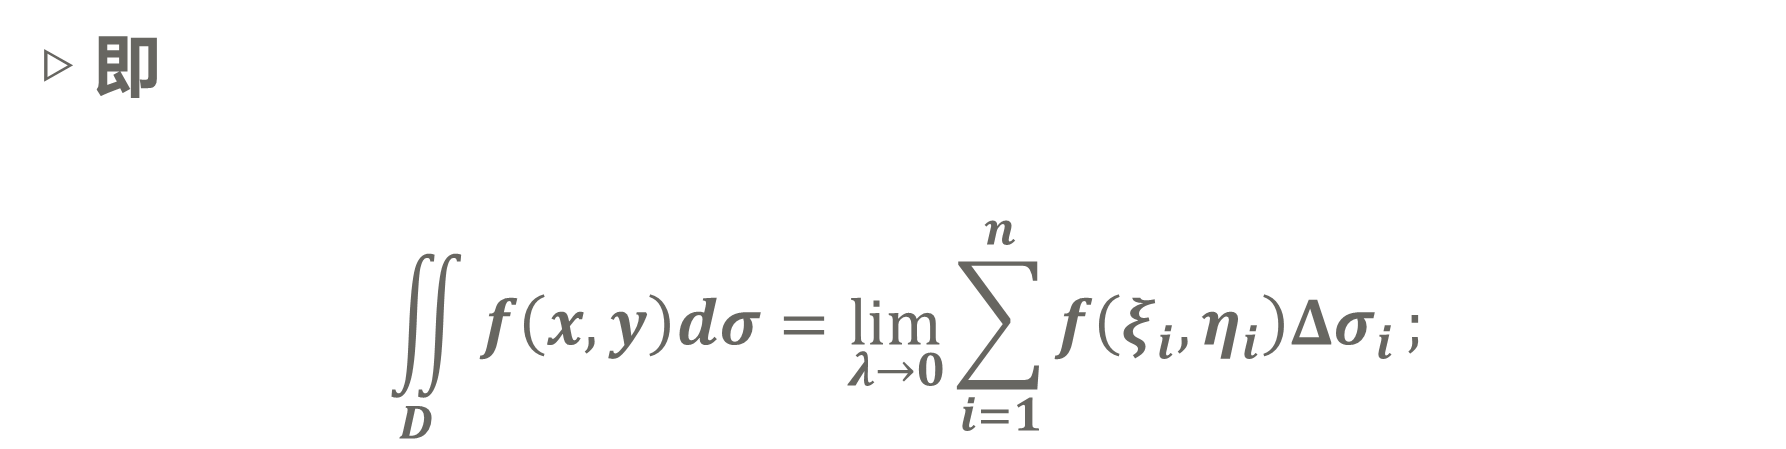 ▷ 即
∬_D f(x, y)dσ = lim_{λ→0} ∑_{i=1}^{n} f(ξ_i, η_i)Δσ_i ;